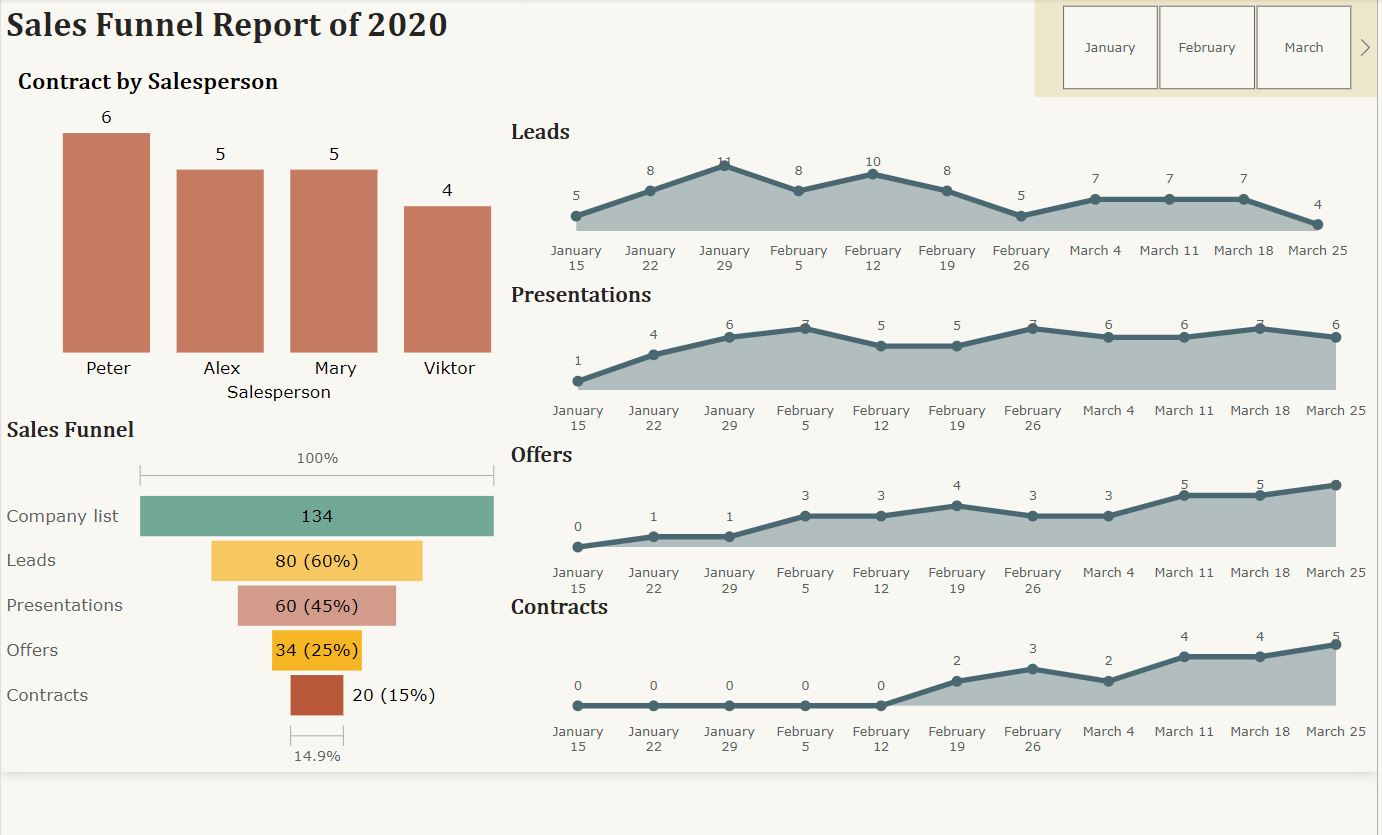 Sales Funnel Report of 2020
January February March
Contract by Salesperson
6 5 5 4
Peter Alex Mary Viktor
Salesperson
Leads
5 8 11 8 10 8 5 7 7 7 4
January 15 January 22 January 29 February 5 February 12 February 19 February 26 March 4 March 11 March 18 March 25
Presentations
1 4 6 7 5 5 7 6 6 7 6
January 15 January 22 January 29 February 5 February 12 February 19 February 26 March 4 March 11 March 18 March 25
Sales Funnel
100%
Company list 134
Leads 80 (60%)
Presentations 60 (45%)
Offers 34 (25%)
Contracts 20 (15%)
14.9%
Offers
0 1 1 3 3 4 3 3 5 5
January 15 January 22 January 29 February 5 February 12 February 19 February 26 March 4 March 11 March 18 March 25
Contracts
0 0 0 0 0 2 3 2 4 4 5
January 15 January 22 January 29 February 5 February 12 February 19 February 26 March 4 March 11 March 18 March 25